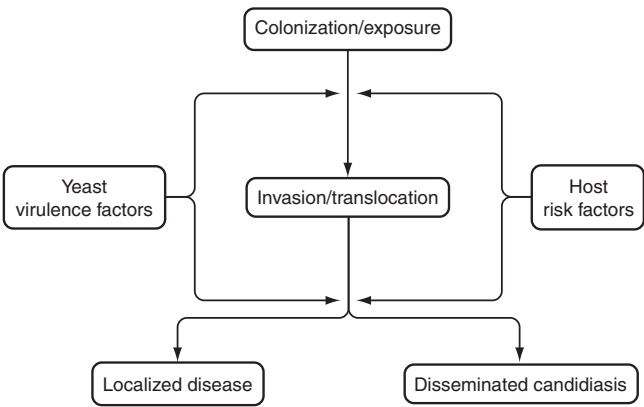 Colonization/exposure
Yeast
virulence factors
Invasion/translocation
Host
risk factors
Localized disease
Disseminated candidiasis